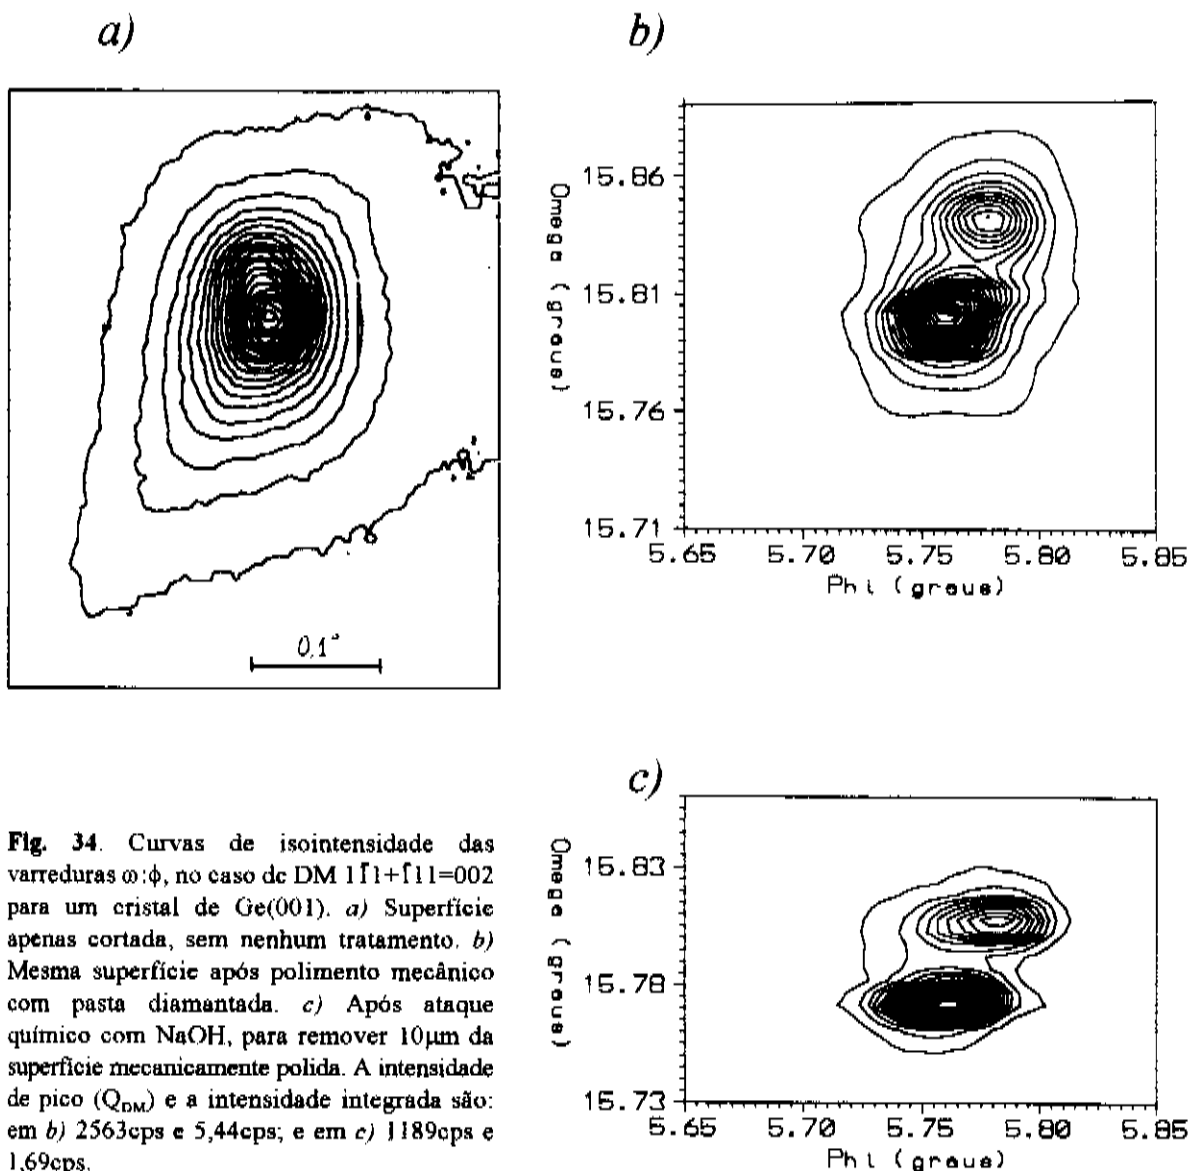 a)
0,1°
b)
15.86
15.81
15.76
15.71
Omega (graus)
5.65 5.70 5.75 5.80 5.85
Phi (graus)
c)
15.83
15.78
15.73
Omega (graus)
5.65 5.70 5.75 5.80 5.85
Phi (graus)
Fig. 34. Curvas de isointensidade das
varreduras ω:ϕ, no caso de DM 11̄1+1̄11=002
para um cristal de Ge(001). a) Superfície
apenas cortada, sem nenhum tratamento. b)
Mesma superfície após polimento mecânico
com pasta diamantada. c) Após ataque
químico com NaOH, para remover 10μm da
superfície mecanicamente polida. A intensidade
de pico (Q_DM) e a intensidade integrada são:
em b) 2563cps e 5,44cps; e em c) 1189cps e
1,69cps.